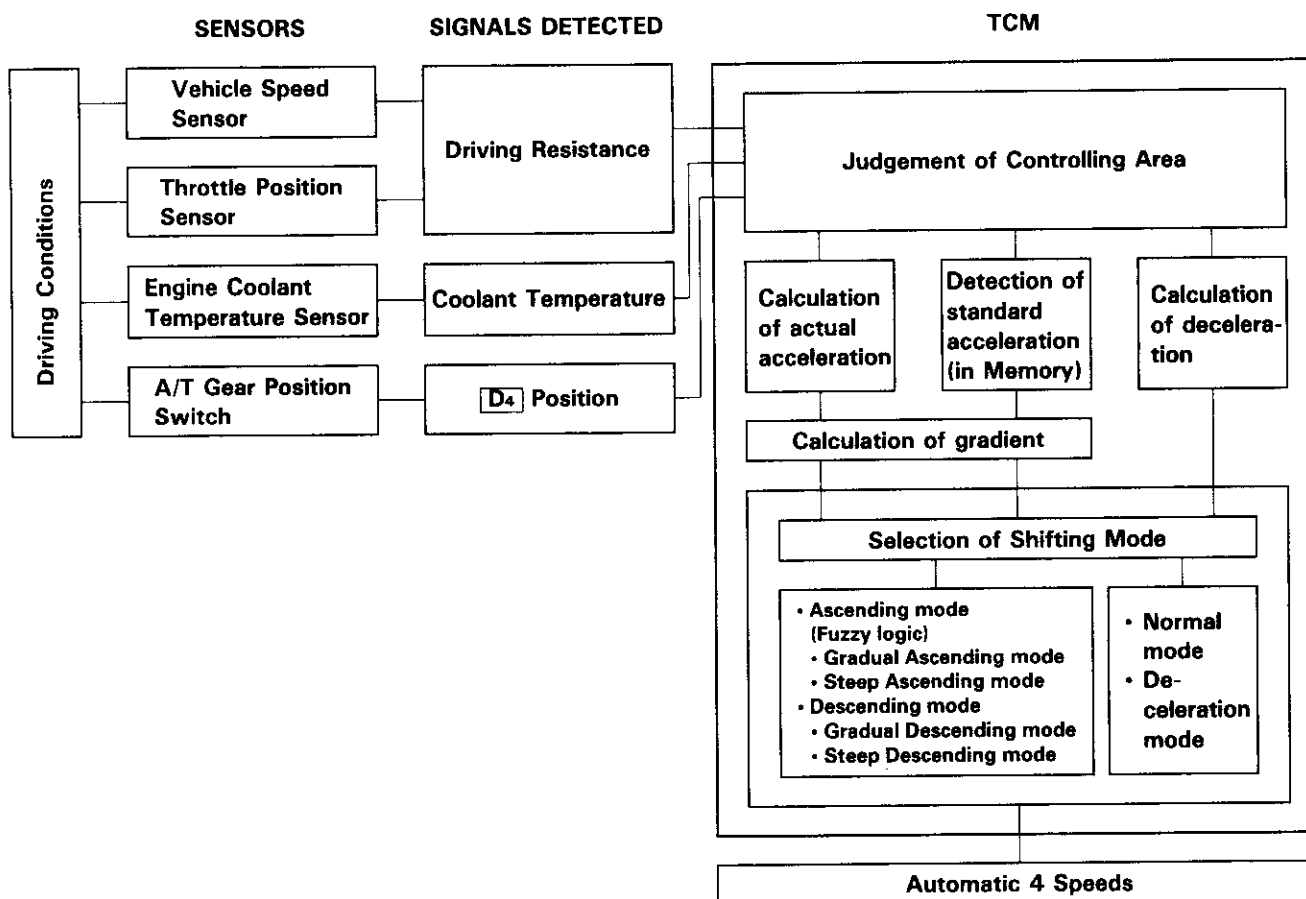 SENSORS
SIGNALS DETECTED
TCM
Driving Conditions
Vehicle Speed
Sensor
Throttle Position
Sensor
Engine Coolant
Temperature Sensor
A/T Gear Position
Switch
Driving Resistance
Coolant Temperature
D4 Position
Judgement of Controlling Area
Calculation
of actual
acceleration
Detection of
standard
acceleration
(in Memory)
Calculation
of decelera-
tion
Calculation of gradient
Selection of Shifting Mode
• Ascending mode
(Fuzzy logic)
• Gradual Ascending mode
• Steep Ascending mode
• Descending mode
• Gradual Descending mode
• Steep Descending mode
• Normal
mode
• De-
celeration
mode
Automatic 4 Speeds